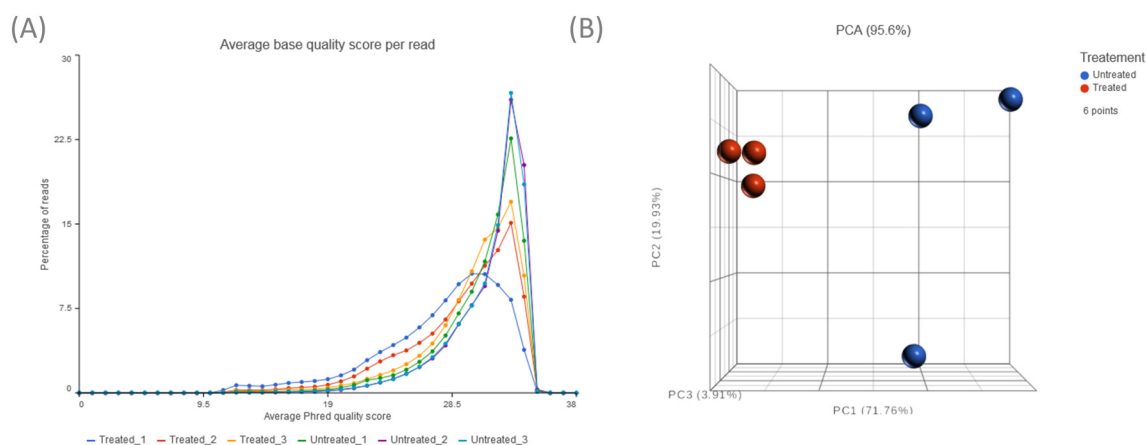 (A)
Average base quality score per read
30
22.5
15
7.5
0
Percentage of reads
0 9.5 19 28.5 38
Average Phred quality score
Treated_1 Treated_2 Treated_3 Untreated_1 Untreated_2 Untreated_3
(B)
PCA (95.6%)
Treatement
Untreated
Treated
6 points
PC2 (19.93%)
PC3 (3.91%)
PC1 (71.76%)